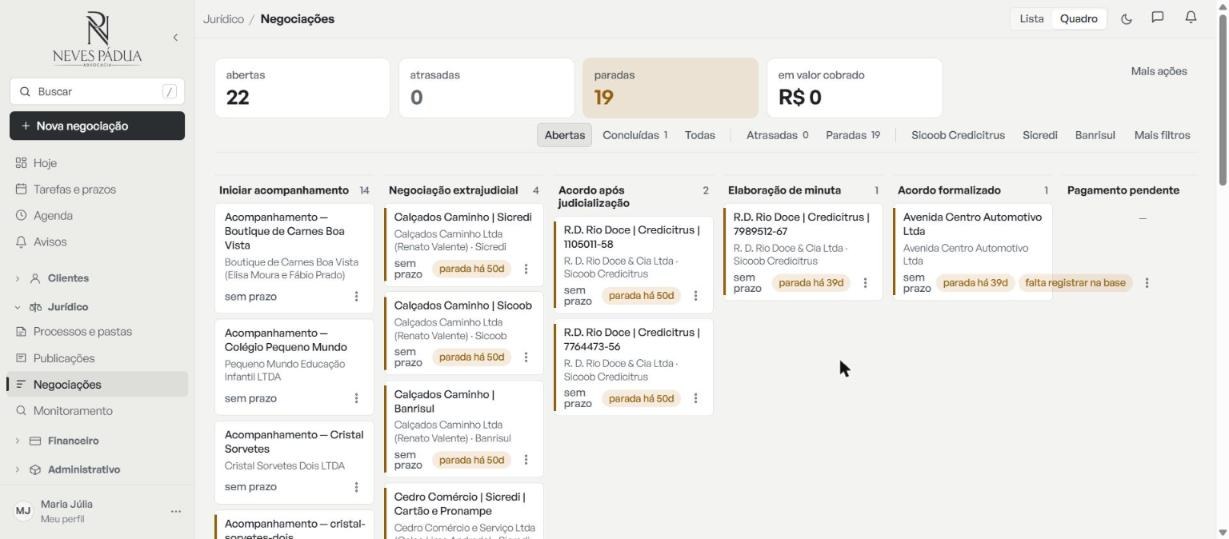 NEVES PÁDUA
ADVOCACIA
Buscar /
+ Nova negociação
Hoje
Tarefas e prazos
Agenda
Avisos
Clientes
Jurídico
Processos e pastas
Publicações
Negociações
Monitoramento
Financeiro
Administrativo
MJ
Maria Júlia
Meu perfil
Jurídico / Negociações
Lista Quadro
abertas
22
atrasadas
0
paradas
19
em valor cobrado
R$ 0
Mais ações
Abertas Concluídas 1 Todas Atrasadas 0 Paradas 19 Sicoob Credicitrus Sicredi Banrisul Mais filtros
Iniciar acompanhamento 14
Acompanhamento —
Boutique de Carnes Boa
Vista
Boutique de Carnes Boa Vista
(Elisa Moura e Fábio Prado)
sem prazo
Acompanhamento —
Colégio Pequeno Mundo
Pequeno Mundo Educação
Infantil LTDA
sem prazo
Acompanhamento — Cristal
Sorvetes
Cristal Sorvetes Dois LTDA
sem prazo
Acompanhamento — cristal-
sorvetes-dois
Negociação extrajudicial 4
Calçados Caminho | Sicredi
Calçados Caminho Ltda
(Renato Valente) · Sicredi
sem
prazo
parada há 50d
Calçados Caminho | Sicoob
Calçados Caminho Ltda
(Renato Valente) · Sicoob
sem
prazo
parada há 50d
Calçados Caminho |
Banrisul
Calçados Caminho Ltda
(Renato Valente) · Banrisul
sem
prazo
parada há 50d
Cedro Comércio | Sicredi |
Cartão e Pronampe
Cedro Comércio e Serviço Ltda
Acordo após
judicialização
2
R.D. Rio Doce | Credicitrus |
1105011-58
R. D. Rio Doce & Cia Ltda ·
Sicoob Credicitrus
sem
prazo
parada há 50d
R.D. Rio Doce | Credicitrus |
7764473-56
R. D. Rio Doce & Cia Ltda ·
Sicoob Credicitrus
sem
prazo
parada há 50d
Elaboração de minuta 1
R.D. Rio Doce | Credicitrus |
7989512-67
R. D. Rio Doce & Cia Ltda ·
Sicoob Credicitrus
sem
prazo
parada há 39d
Acordo formalizado 1
Avenida Centro Automotivo
Ltda
Avenida Centro Automotivo
Ltda
sem
prazo
parada há 39d
falta registrar na base
Pagamento pendente
—